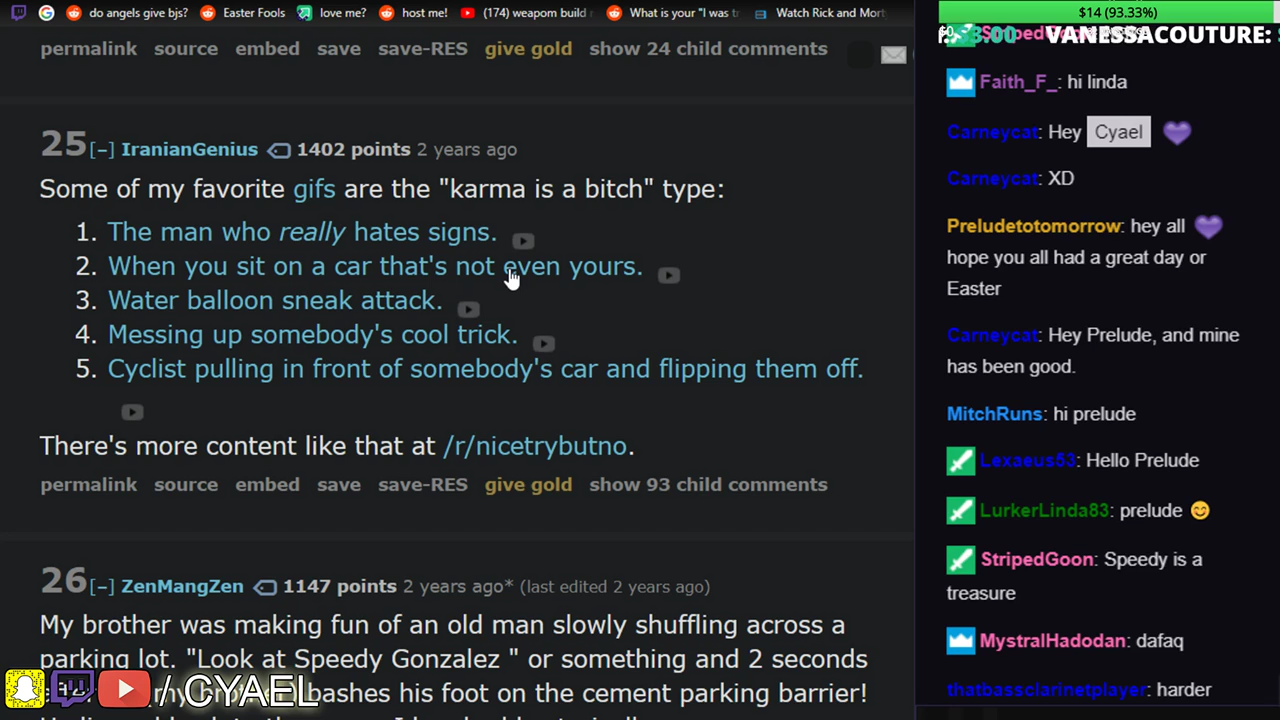 do angels give bjs?
Easter Fools
love me?
host me!
(174) weapom build
What is your "I was t
Watch Rick and Mort
permalink source embed save save-RES give gold show 24 child comments
25 [–] IranianGenius 1402 points 2 years ago
Some of my favorite gifs are the "karma is a bitch" type:
1. The man who really hates signs.
2. When you sit on a car that's not even yours.
3. Water balloon sneak attack.
4. Messing up somebody's cool trick.
5. Cyclist pulling in front of somebody's car and flipping them off.
There's more content like that at /r/nicetrybutno.
permalink source embed save save-RES give gold show 93 child comments
26 [–] ZenMangZen 1147 points 2 years ago* (last edited 2 years ago)
My brother was making fun of an old man slowly shuffling across a
parking lot. "Look at Speedy Gonzalez " or something and 2 seconds
bashes his foot on the cement parking barrier!
/ CYAEL
$14 (93.33%)
VANESSACOUTURE:
Faith_F_: hi linda
Carneycat: Hey Cyael
Carneycat: XD
Preludetotomorrow: hey all
hope you all had a great day or
Easter
Carneycat: Hey Prelude, and mine
has been good.
MitchRuns: hi prelude
Lexaeus53: Hello Prelude
LurkerLinda83: prelude
StripedGoon: Speedy is a
treasure
MystralHadodan: dafaq
thatbassclarinetplayer: harder